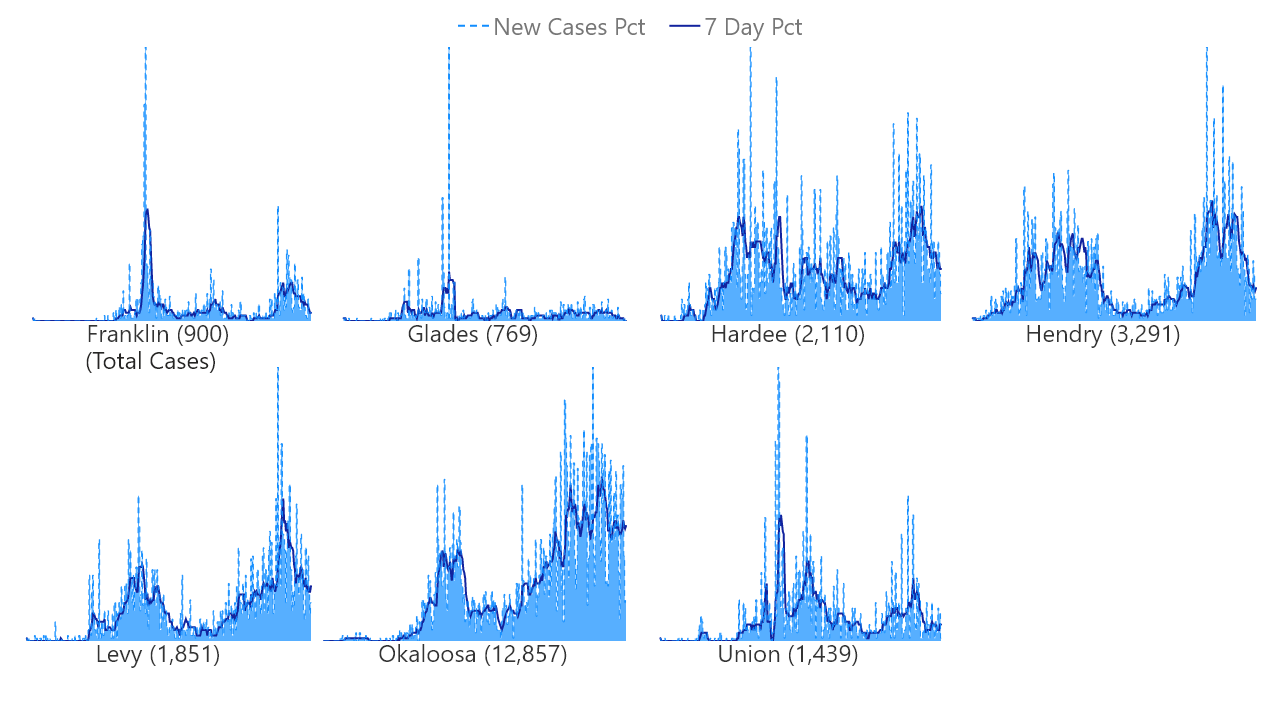 New Cases Pct 7 Day Pct
Franklin (900) Glades (769) Hardee (2,110) Hendry (3,291)
(Total Cases)
Levy (1,851) Okaloosa (12,857) Union (1,439)